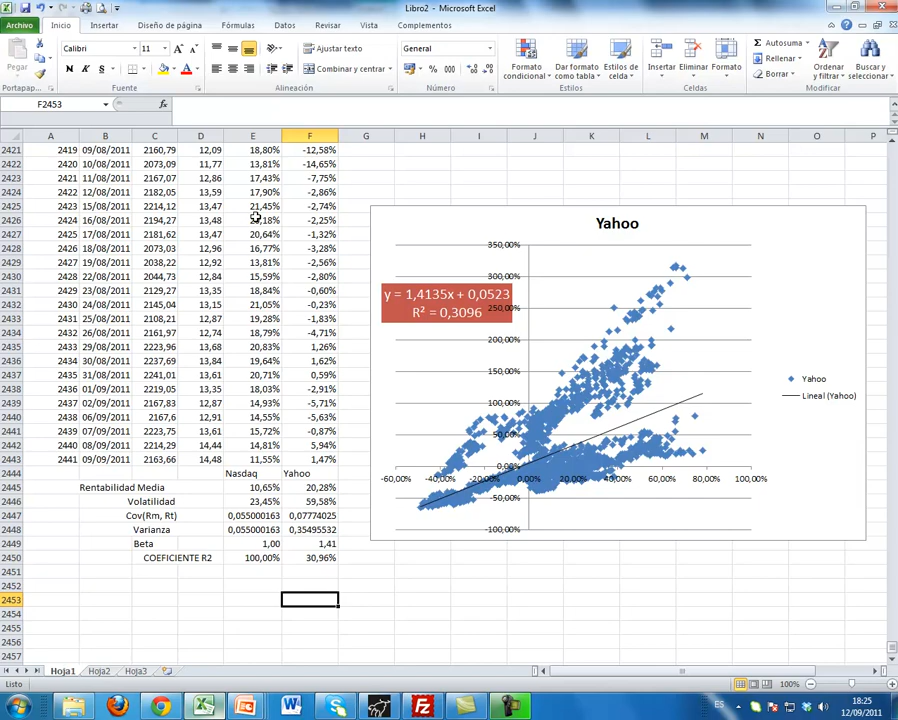 Libro2 - Microsoft Excel
Archivo Inicio Insertar Diseño de página Fórmulas Datos Revisar Vista Complementos
Pegar
Calibri 11 A A Ajustar texto General
N K S A Combinar y centrar % 000
Formato condicional Dar formato como tabla Estilos de celda Insertar Eliminar Formato
Σ Autosuma
Rellenar
Borrar
Ordenar y filtrar Buscar y seleccionar
Portapap... Fuente Alineación Número Estilos Celdas Modificar
F2453 fx
A B C D E F G H I J K L M N O P
2421 2419 09/08/2011 2160,79 12,09 18,80% -12,58%
2422 2420 10/08/2011 2073,09 11,77 13,81% -14,65%
2423 2421 11/08/2011 2167,07 12,86 17,43% -7,75%
2424 2422 12/08/2011 2182,05 13,59 17,90% -2,86%
2425 2423 15/08/2011 2214,12 13,47 21,45% -2,74%
2426 2424 16/08/2011 2194,27 13,48 ,18% -2,25%
2427 2425 17/08/2011 2181,62 13,47 20,64% -1,32%
2428 2426 18/08/2011 2073,03 12,96 16,77% -3,28%
2429 2427 19/08/2011 2038,22 12,92 13,81% -2,56%
2430 2428 22/08/2011 2044,73 12,84 15,59% -2,80%
2431 2429 23/08/2011 2129,27 13,35 18,84% -0,60%
2432 2430 24/08/2011 2145,04 13,15 21,05% -0,23%
2433 2431 25/08/2011 2108,21 12,87 19,28% -1,83%
2434 2432 26/08/2011 2161,97 12,74 18,79% -4,71%
2435 2433 29/08/2011 2223,96 13,68 20,83% 1,26%
2436 2434 30/08/2011 2236,61 13,84 19,64% 1,62%
2437 2435 31/08/2011 2241,01 13,61 20,71% 0,59%
2438 2436 01/09/2011 2219,05 13,27 18,03% -2,91%
2439 2437 02/09/2011 2167,83 12,87 14,93% -5,71%
2440 2438 06/09/2011 2167,6 12,91 14,55% -5,63%
2441 2439 07/09/2011 2223,75 13,61 15,72% -0,87%
2442 2440 08/09/2011 2214,29 14,44 14,81% 5,94%
2443 2441 09/09/2011 2163,66 14,48 11,55% 1,47%
2444 Nasdaq Yahoo
2445 Rentabilidad Media 10,65% 20,28%
2446 Volatilidad 23,45% 59,58%
2447 Cov(Rm, Rt) 0,055000163 0,07774025
2448 Varianza 0,055000163 0,35495532
2449 Beta 1,00 1,41
2450 COEFICIENTE R2 100,00% 30,96%
2451
2452
2453
2454
2455
2456
2457
Yahoo
350,00%
300,00%
y = 1,4135x + 0,0523
250,00%
R² = 0,3096
200,00%
150,00%
100,00%
50,00%
0,00%
-60,00% -40,00% -20,00% 0,00% 20,00% 40,00% 60,00% 80,00% 100,00%
-50,00%
-100,00%
Yahoo
Lineal (Yahoo)
Hoja1 Hoja2 Hoja3
Listo 100%
ES 18:25
12/09/2011